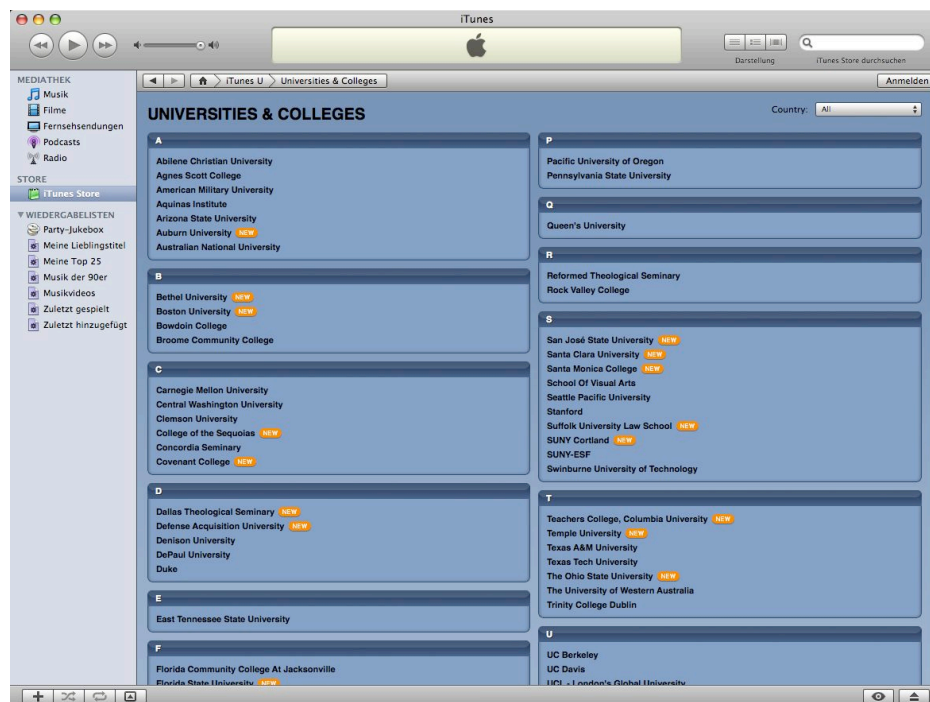 iTunes
Darstellung
iTunes Store durchsuchen
MEDIATHEK
Musik
Filme
Fernsehsendungen
Podcasts
Radio
STORE
iTunes Store
WIEDERGABELISTEN
Party-Jukebox
Meine Lieblingstitel
Meine Top 25
Musik der 90er
Musikvideos
Zuletzt gespielt
Zuletzt hinzugefügt
iTunes U Universities & Colleges
Anmelden
UNIVERSITIES & COLLEGES
Country: All
A
Abilene Christian University
Agnes Scott College
American Military University
Aquinas Institute
Arizona State University
Auburn University NEW
Australian National University
B
Bethel University NEW
Boston University NEW
Bowdoin College
Broome Community College
C
Carnegie Mellon University
Central Washington University
Clemson University
College of the Sequoias NEW
Concordia Seminary
Covenant College NEW
D
Dallas Theological Seminary NEW
Defense Acquisition University NEW
Denison University
DePaul University
Duke
E
East Tennessee State University
F
Florida Community College At Jacksonville
Florida State University NEW
P
Pacific University of Oregon
Pennsylvania State University
Q
Queen's University
R
Reformed Theological Seminary
Rock Valley College
S
San José State University NEW
Santa Clara University NEW
Santa Monica College NEW
School Of Visual Arts
Seattle Pacific University
Stanford
Suffolk University Law School NEW
SUNY Cortland NEW
SUNY-ESF
Swinburne University of Technology
T
Teachers College, Columbia University NEW
Temple University NEW
Texas A&M University
Texas Tech University
The Ohio State University NEW
The University of Western Australia
Trinity College Dublin
U
UC Berkeley
UC Davis
UCL - London's Global University